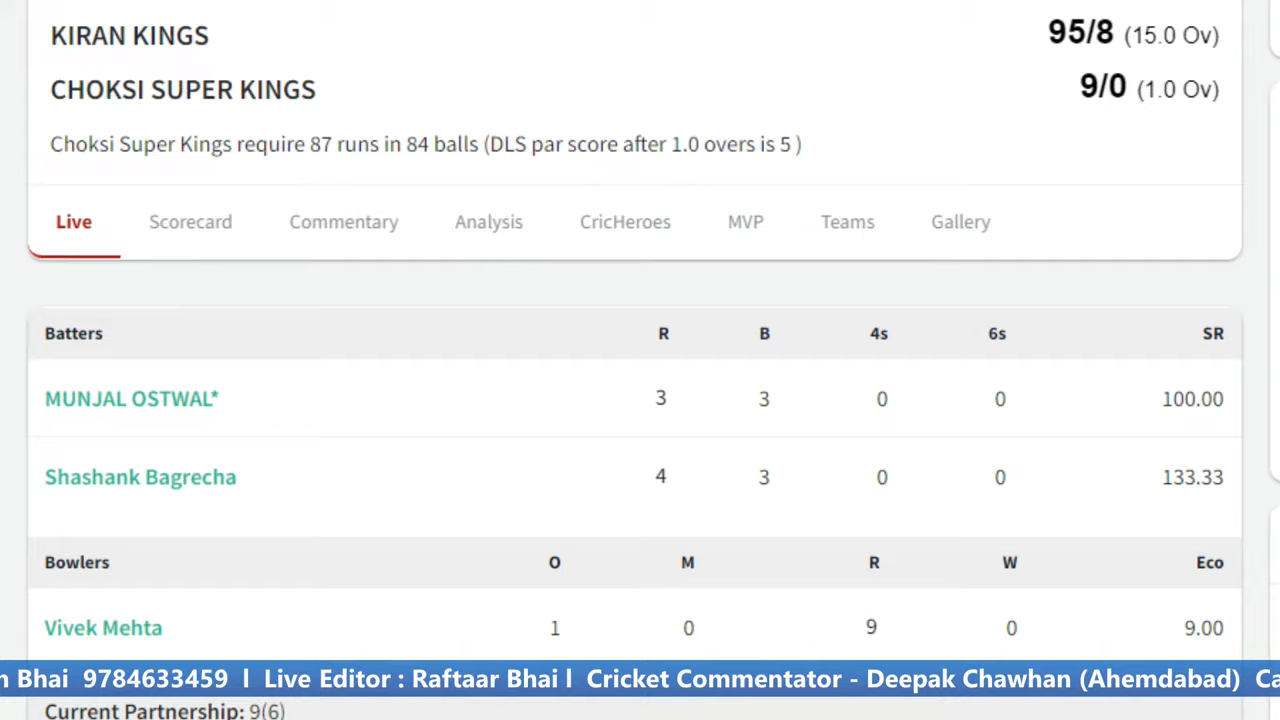 KIRAN KINGS 95/8 (15.0 Ov)
CHOKSI SUPER KINGS 9/0 (1.0 Ov)
Choksi Super Kings require 87 runs in 84 balls (DLS par score after 1.0 overs is 5 )
Live Scorecard Commentary Analysis CricHeroes MVP Teams Gallery
Batters R B 4s 6s SR
MUNJAL OSTWAL* 3 3 0 0 100.00
Shashank Bagrecha 4 3 0 0 133.33
Bowlers O M R W Eco
Vivek Mehta 1 0 9 0 9.00
Bhai 9784633459 l Live Editor : Raftaar Bhai l Cricket Commentator - Deepak Chawhan (Ahemdabad)
Current Partnership: 9(6)